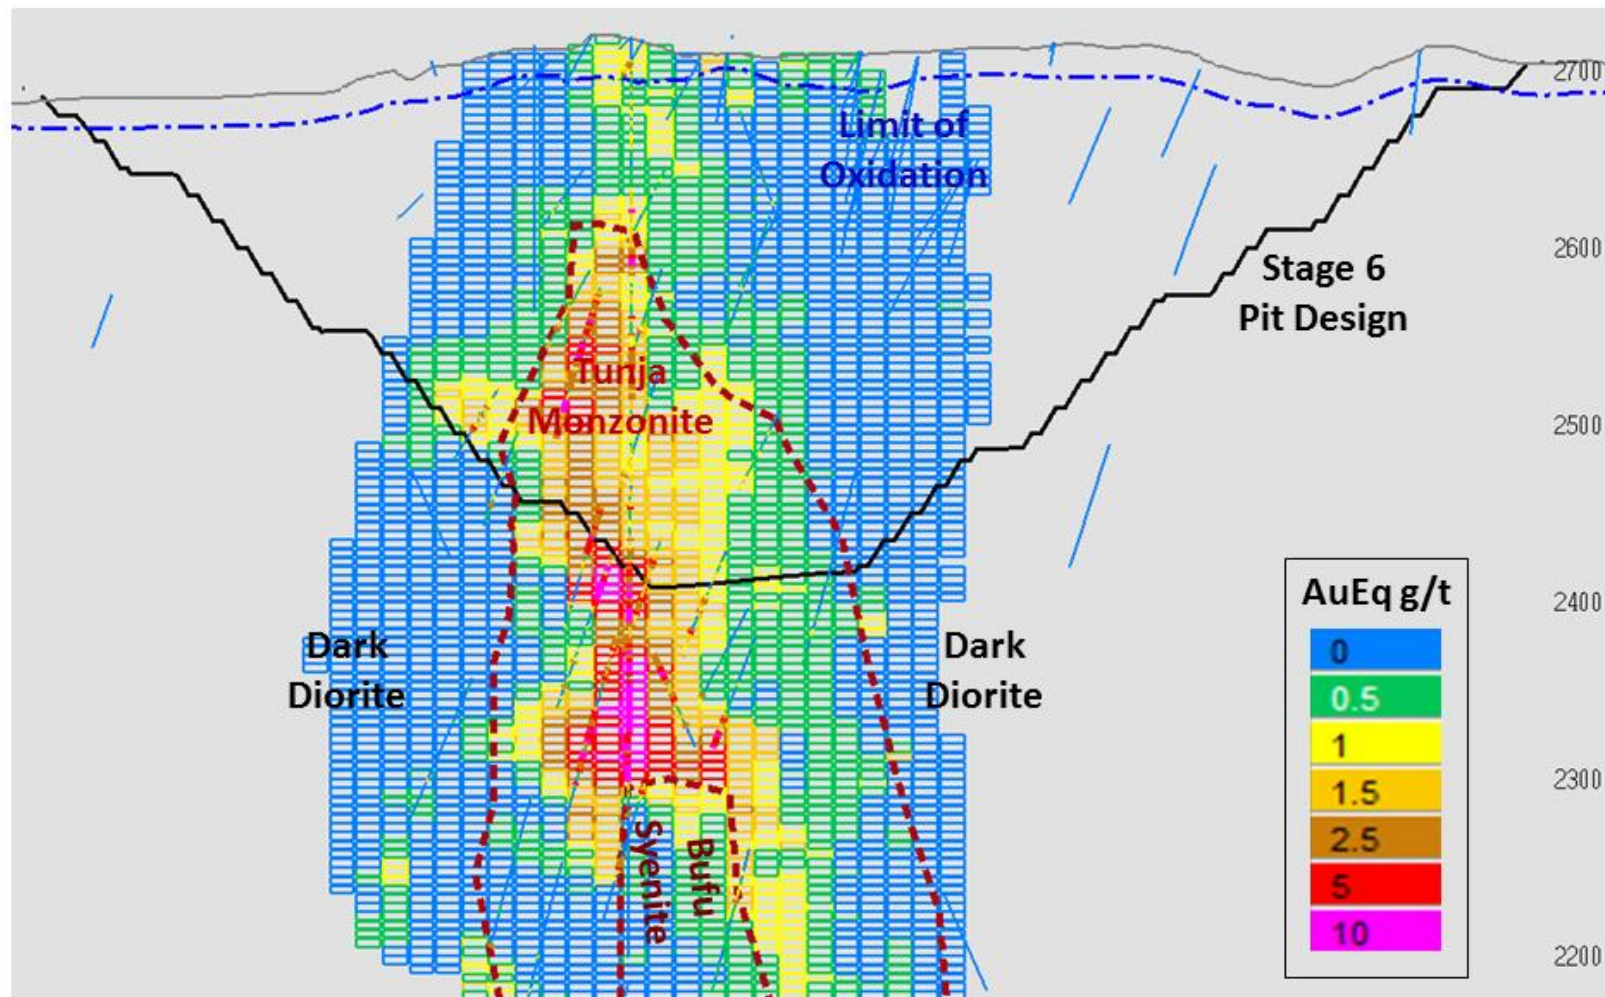 2700
Limit of
Oxidation
2600
Stage 6
Pit Design
Tunja
Monzonite
2500
AuEq g/t
0
0.5
1
1.5
2.5
5
10
2400
Dark
Diorite
Dark
Diorite
2300
Syenite
Bufu
2200